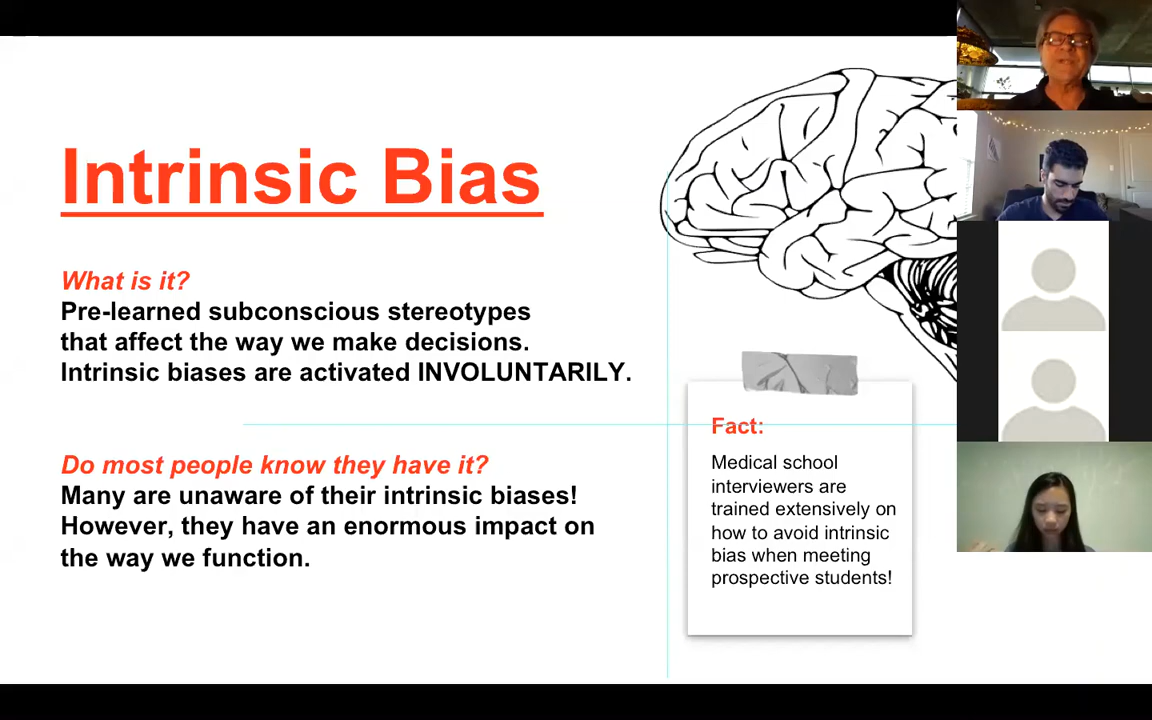 Intrinsic Bias
What is it?
Pre-learned subconscious stereotypes
that affect the way we make decisions.
Intrinsic biases are activated INVOLUNTARILY.
Do most people know they have it?
Many are unaware of their intrinsic biases!
However, they have an enormous impact on
the way we function.
Fact:
Medical school
interviewers are
trained extensively on
how to avoid intrinsic
bias when meeting
prospective students!